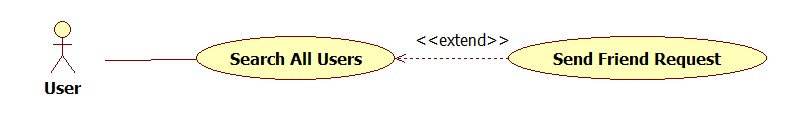 <<extend>>
Search All Users
Send Friend Request
User